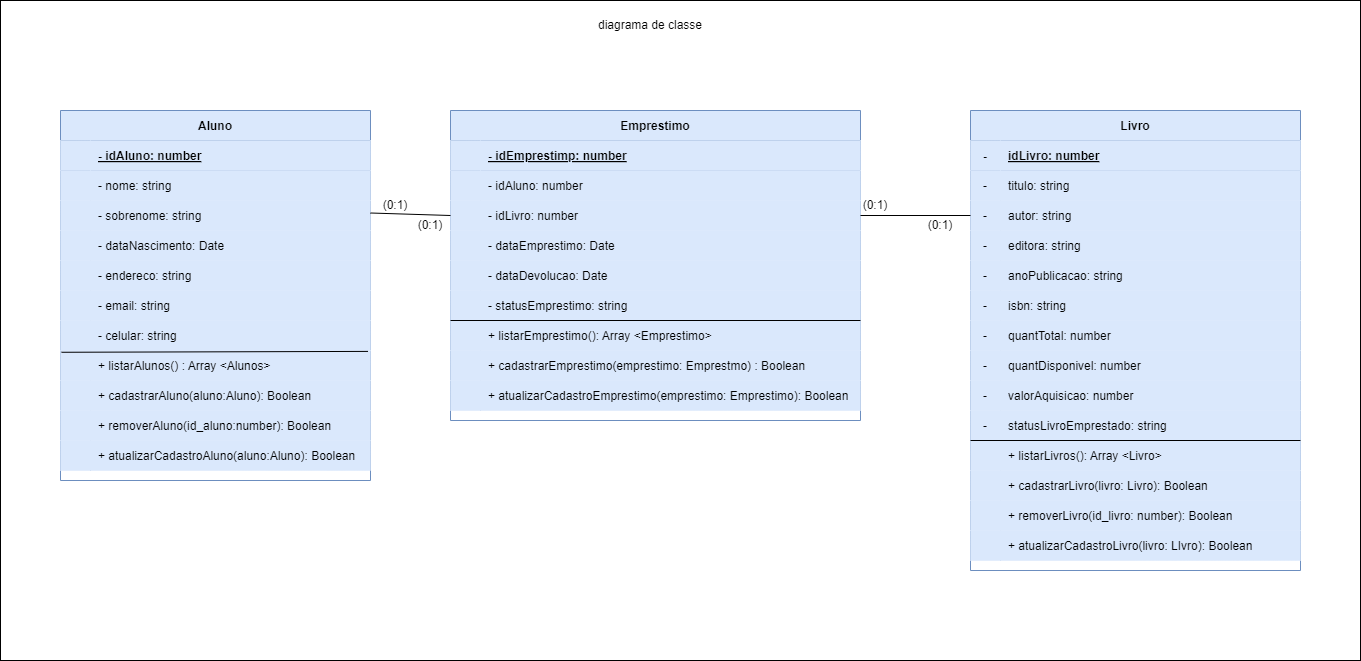 diagrama de classe
Aluno
- idAluno: number
- nome: string
- sobrenome: string
- dataNascimento: Date
- endereco: string
- email: string
- celular: string
+ listarAlunos() : Array <Alunos>
+ cadastrarAluno(aluno:Aluno): Boolean
+ removerAluno(id_aluno:number): Boolean
+ atualizarCadastroAluno(aluno:Aluno): Boolean
(0:1)
(0:1)
Emprestimo
- idEmprestimp: number
- idAluno: number
- idLivro: number
- dataEmprestimo: Date
- dataDevolucao: Date
- statusEmprestimo: string
+ listarEmprestimo(): Array <Emprestimo>
+ cadastrarEmprestimo(emprestimo: Emprestmo) : Boolean
+ atualizarCadastroEmprestimo(emprestimo: Emprestimo): Boolean
(0:1)
(0:1)
Livro
- idLivro: number
- titulo: string
- autor: string
- editora: string
- anoPublicacao: string
- isbn: string
- quantTotal: number
- quantDisponivel: number
- valorAquisicao: number
- statusLivroEmprestado: string
+ listarLivros(): Array <Livro>
+ cadastrarLivro(livro: Livro): Boolean
+ removerLivro(id_livro: number): Boolean
+ atualizarCadastroLivro(livro: LIvro): Boolean